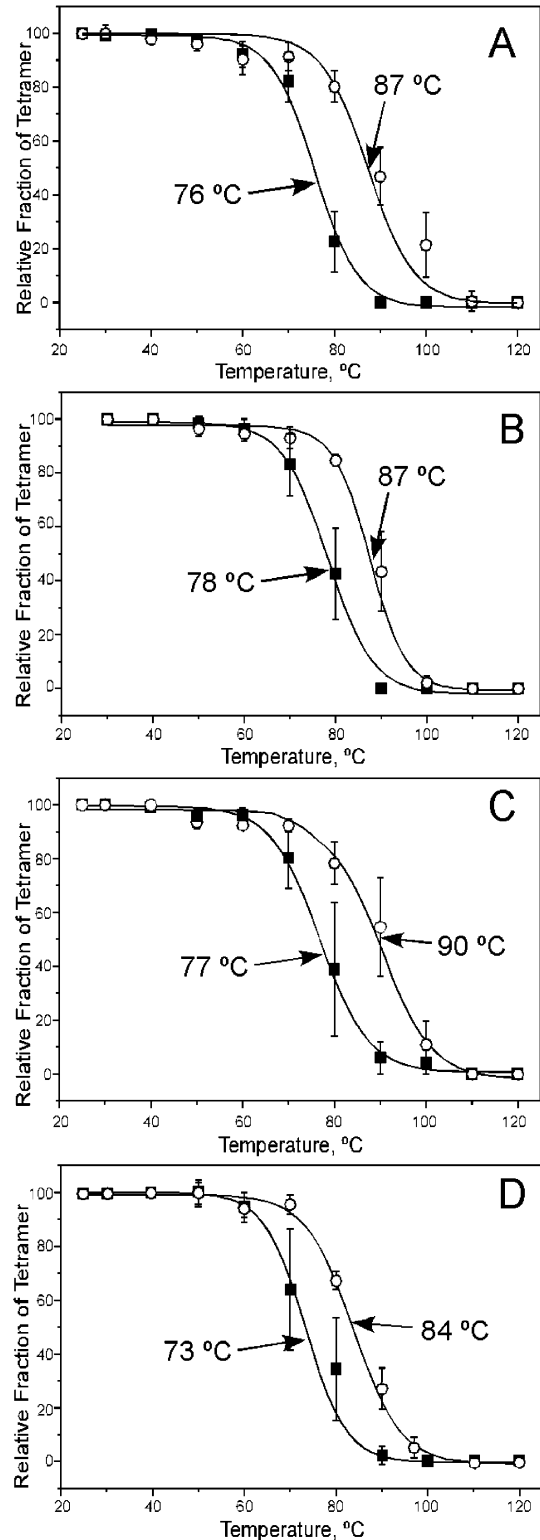 A
Relative Fraction of Tetramer
100
80
60
40
20
0
87 ºC
76 ºC
20 40 60 80 100 120
Temperature, ºC
B
Relative Fraction of Tetramer
100
80
60
40
20
0
87 ºC
78 ºC
20 40 60 80 100 120
Temperature, ºC
C
Relative Fraction of Tetramer
100
80
60
40
20
0
77 ºC
90 ºC
20 40 60 80 100 120
Temperature, ºC
D
Relative Fraction of Tetramer
100
80
60
40
20
0
73 ºC
84 ºC
20 40 60 80 100 120
Temperature, ºC